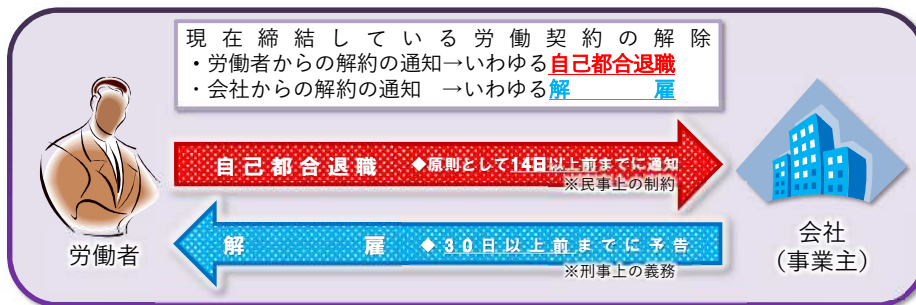 現在締結している労働契約の解除
・労働者からの解約の通知→いわゆる自己都合退職
・会社からの解約の通知　→いわゆる解　　　雇
自己都合退職　◆原則として14日以上前までに通知
※民事上の制約
労働者
解　　　雇　◆30日以上前までに予告
※刑事上の義務
会社
(事業主)